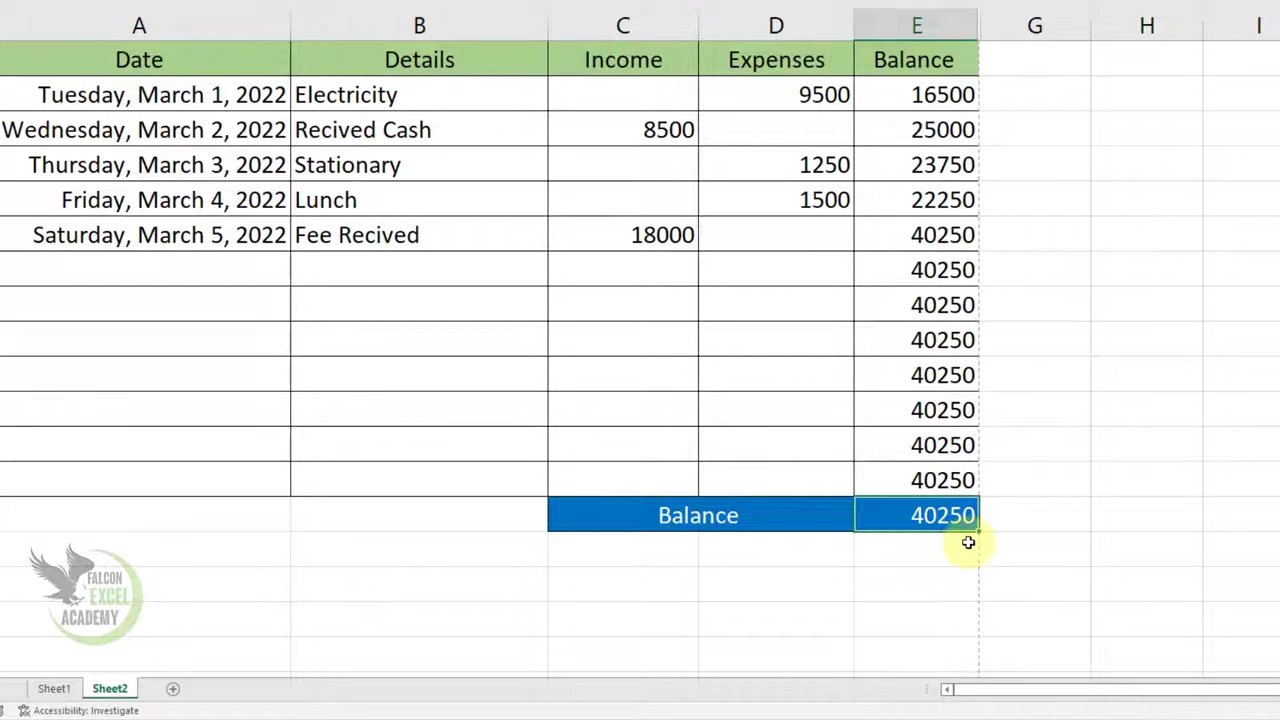 A B C D E G H I
Date Details Income Expenses Balance
Tuesday, March 1, 2022 Electricity 9500 16500
Wednesday, March 2, 2022 Recived Cash 8500 25000
Thursday, March 3, 2022 Stationary 1250 23750
Friday, March 4, 2022 Lunch 1500 22250
Saturday, March 5, 2022 Fee Recived 18000 40250
40250
40250
40250
40250
40250
40250
40250
Balance 40250
FALCON
EXCEL
ACADEMY
Sheet1 Sheet2
Accessibility: Investigate